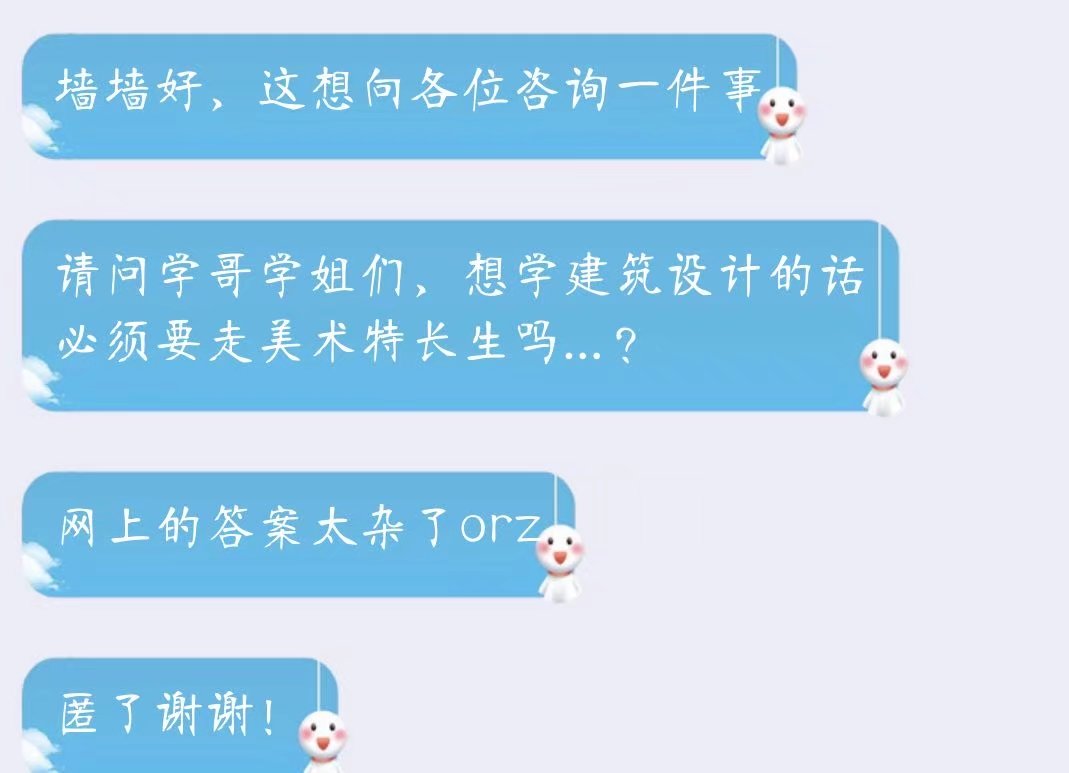 墙墙好，这想向各位咨询一件事
请问学哥学姐们，想学建筑设计的话
必须要走美术特长生吗...？
网上的答案太杂了orz
匿了谢谢！